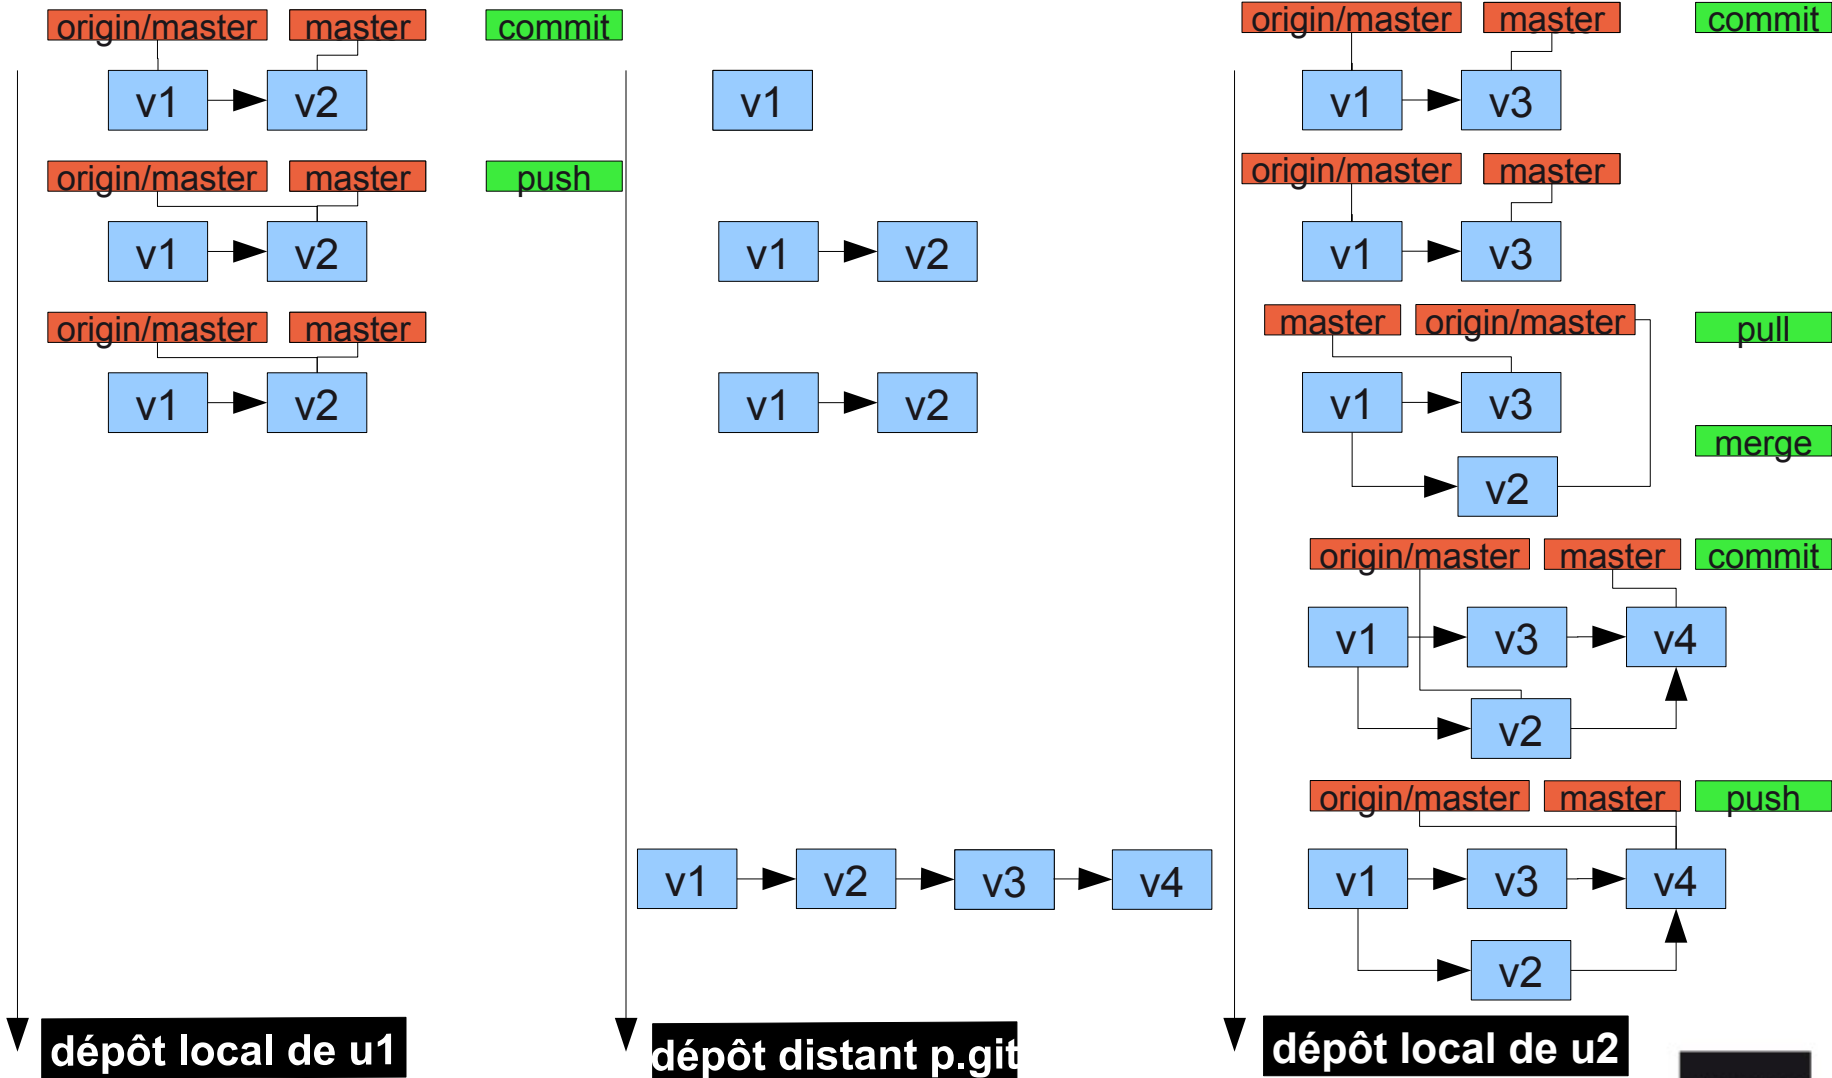 origin/master master commit origin/master master commit
v1 v2 v1 v1 v3
origin/master master push origin/master master
v1 v2 v1 v2 v1 v3
origin/master master master origin/master pull
v1 v2 v1 v2 v1 v3
merge
v2
origin/master master commit
v1 v3 v4
v2
origin/master master push
v1 v2 v3 v4 v1 v3 v4
v2
dépôt local de u1 dépôt distant p.git dépôt local de u2